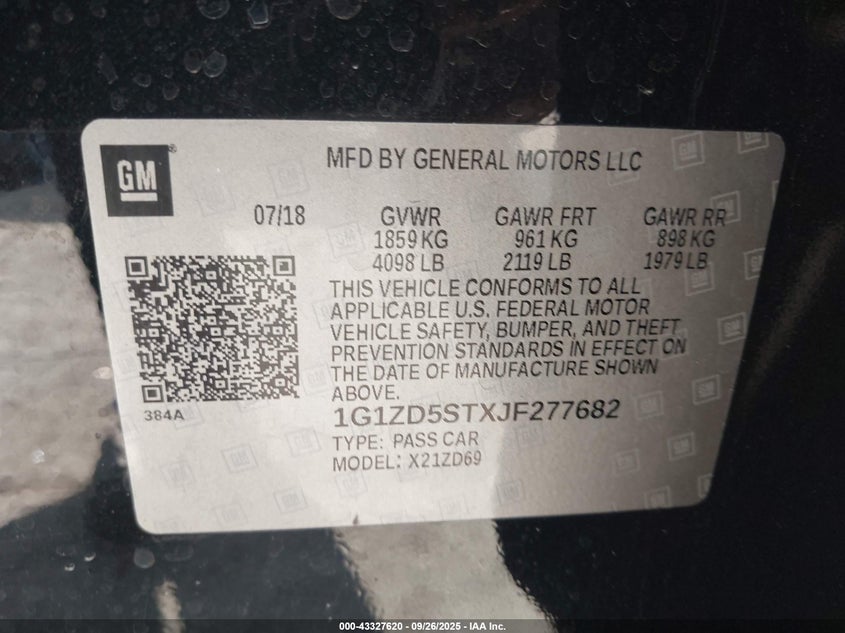 GM
MFD BY GENERAL MOTORS LLC
07/18 GVWR GAWR FRT GAWR RR
1859 KG 961 KG 898 KG
4098 LB 2119 LB 1979 LB
THIS VEHICLE CONFORMS TO ALL
APPLICABLE U.S. FEDERAL MOTOR
VEHICLE SAFETY, BUMPER, AND THEFT
PREVENTION STANDARDS IN EFFECT ON
THE DATE OF MANUFACTURE SHOWN
ABOVE.
384A
1G1ZD5STXJF277682
TYPE: PASS CAR
MODEL: X21ZD69
000-43327620 — 09/26/2025 - IAA Inc.